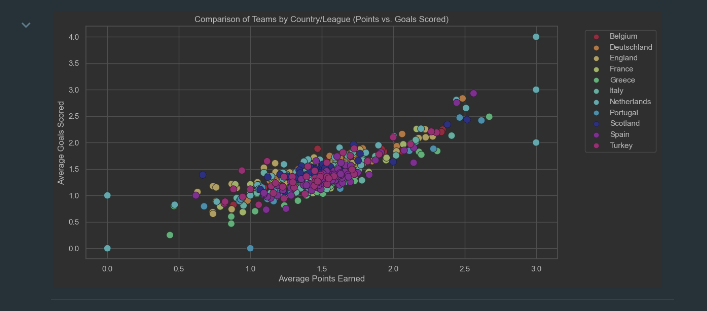 Comparison of Teams by Country/League (Points vs. Goals Scored)
Average Goals Scored
4.0
3.5
3.0
2.5
2.0
1.5
1.0
0.5
0.0
0.0 0.5 1.0 1.5 2.0 2.5 3.0
Average Points Earned
Belgium
Deutschland
England
France
Greece
Italy
Netherlands
Portugal
Scotland
Spain
Turkey